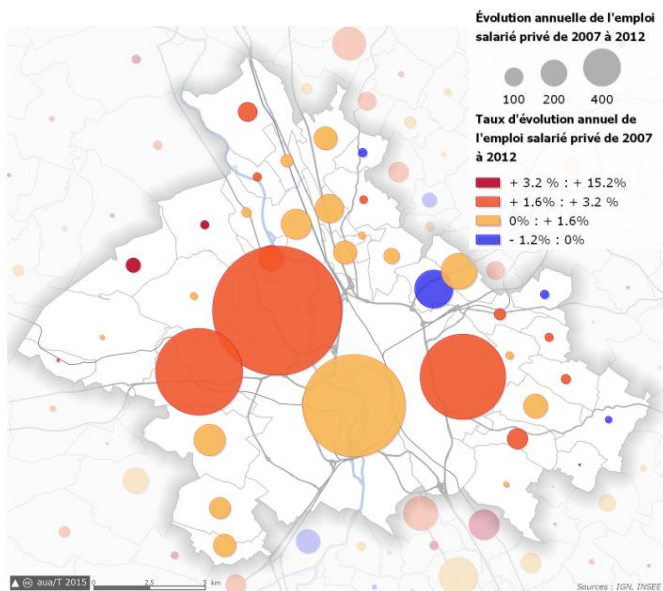 Évolution annuelle de l'emploi
salarié privé de 2007 à 2012
100 200 400
Taux d'évolution annuel de
l'emploi salarié privé de 2007
à 2012
+ 3.2 % : + 15.2%
+ 1.6% : + 3.2 %
0% : + 1.6%
- 1.2% : 0%
aua/T 2015
0 2.5 5 km
Sources : IGN, INSEE